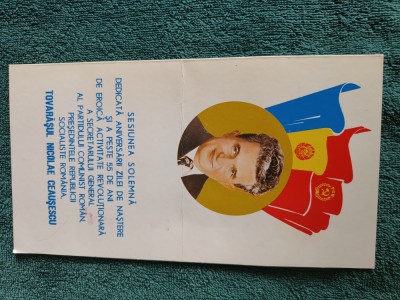 SESIUNEA SOLEMNĂ
DEDICATĂ ANIVERSĂRII ZILEI DE NAȘTERE
ȘI A PESTE 55 DE ANI
DE EROICĂ ACTIVITATE REVOLUȚIONARĂ
A SECRETARULUI GENERAL
AL PARTIDULUI COMUNIST ROMÂN,
PREȘEDINTELE REPUBLICII
SOCIALISTE ROMÂNIA,
TOVARĂȘUL NICOLAE CEAUȘESCU